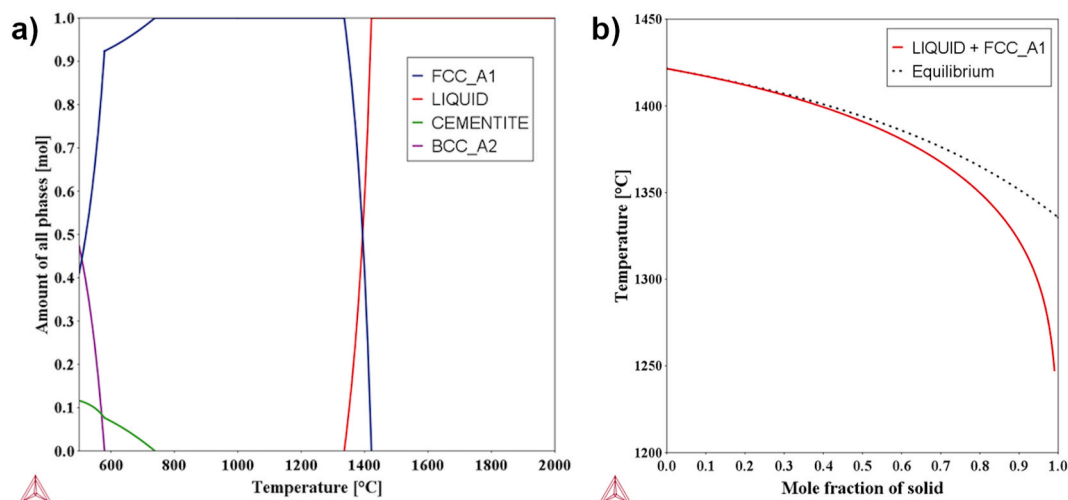 a)
1.0
0.9
0.8
0.7
0.6
0.5
0.4
0.3
0.2
0.1
0.0
Amount of all phases [mol]
FCC_A1
LIQUID
CEMENTITE
BCC_A2
600 800 1000 1200 1400 1600 1800 2000
Temperature [°C]
b)
1450
1400
1350
1300
1250
1200
Temperature [°C]
LIQUID + FCC_A1
Equilibrium
0.0 0.1 0.2 0.3 0.4 0.5 0.6 0.7 0.8 0.9 1.0
Mole fraction of solid